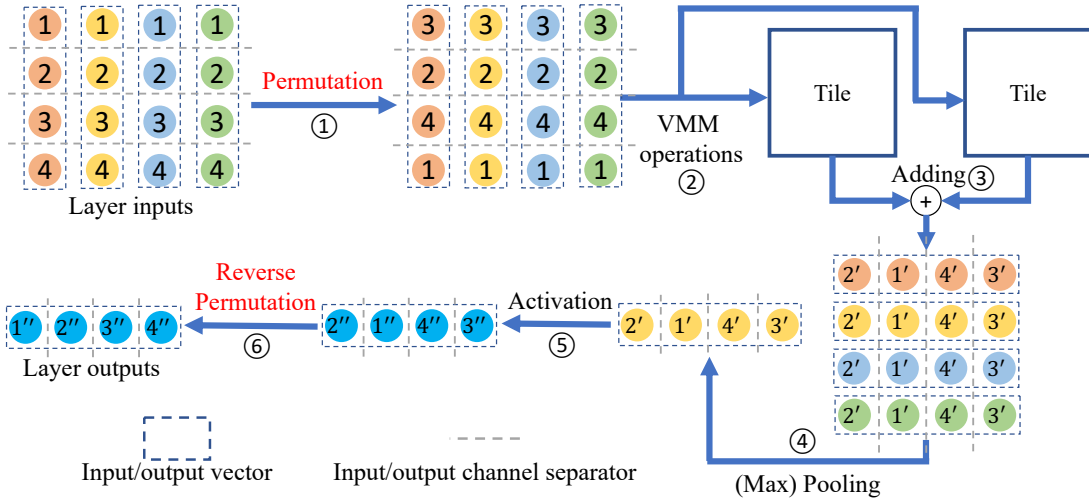 1 1 1 1
2 2 2 2
3 3 3 3
4 4 4 4
Layer inputs
Permutation
①
3 3 3 3
2 2 2 2
4 4 4 4
1 1 1 1
VMM
operations
②
Tile
Tile
Adding ③
+
2′ 1′ 4′ 3′
2′ 1′ 4′ 3′
2′ 1′ 4′ 3′
2′ 1′ 4′ 3′
④
(Max) Pooling
2′ 1′ 4′ 3′
Activation
⑤
2″ 1″ 4″ 3″
Reverse
Permutation
⑥
1″ 2″ 3″ 4″
Layer outputs
Input/output vector
Input/output channel separator